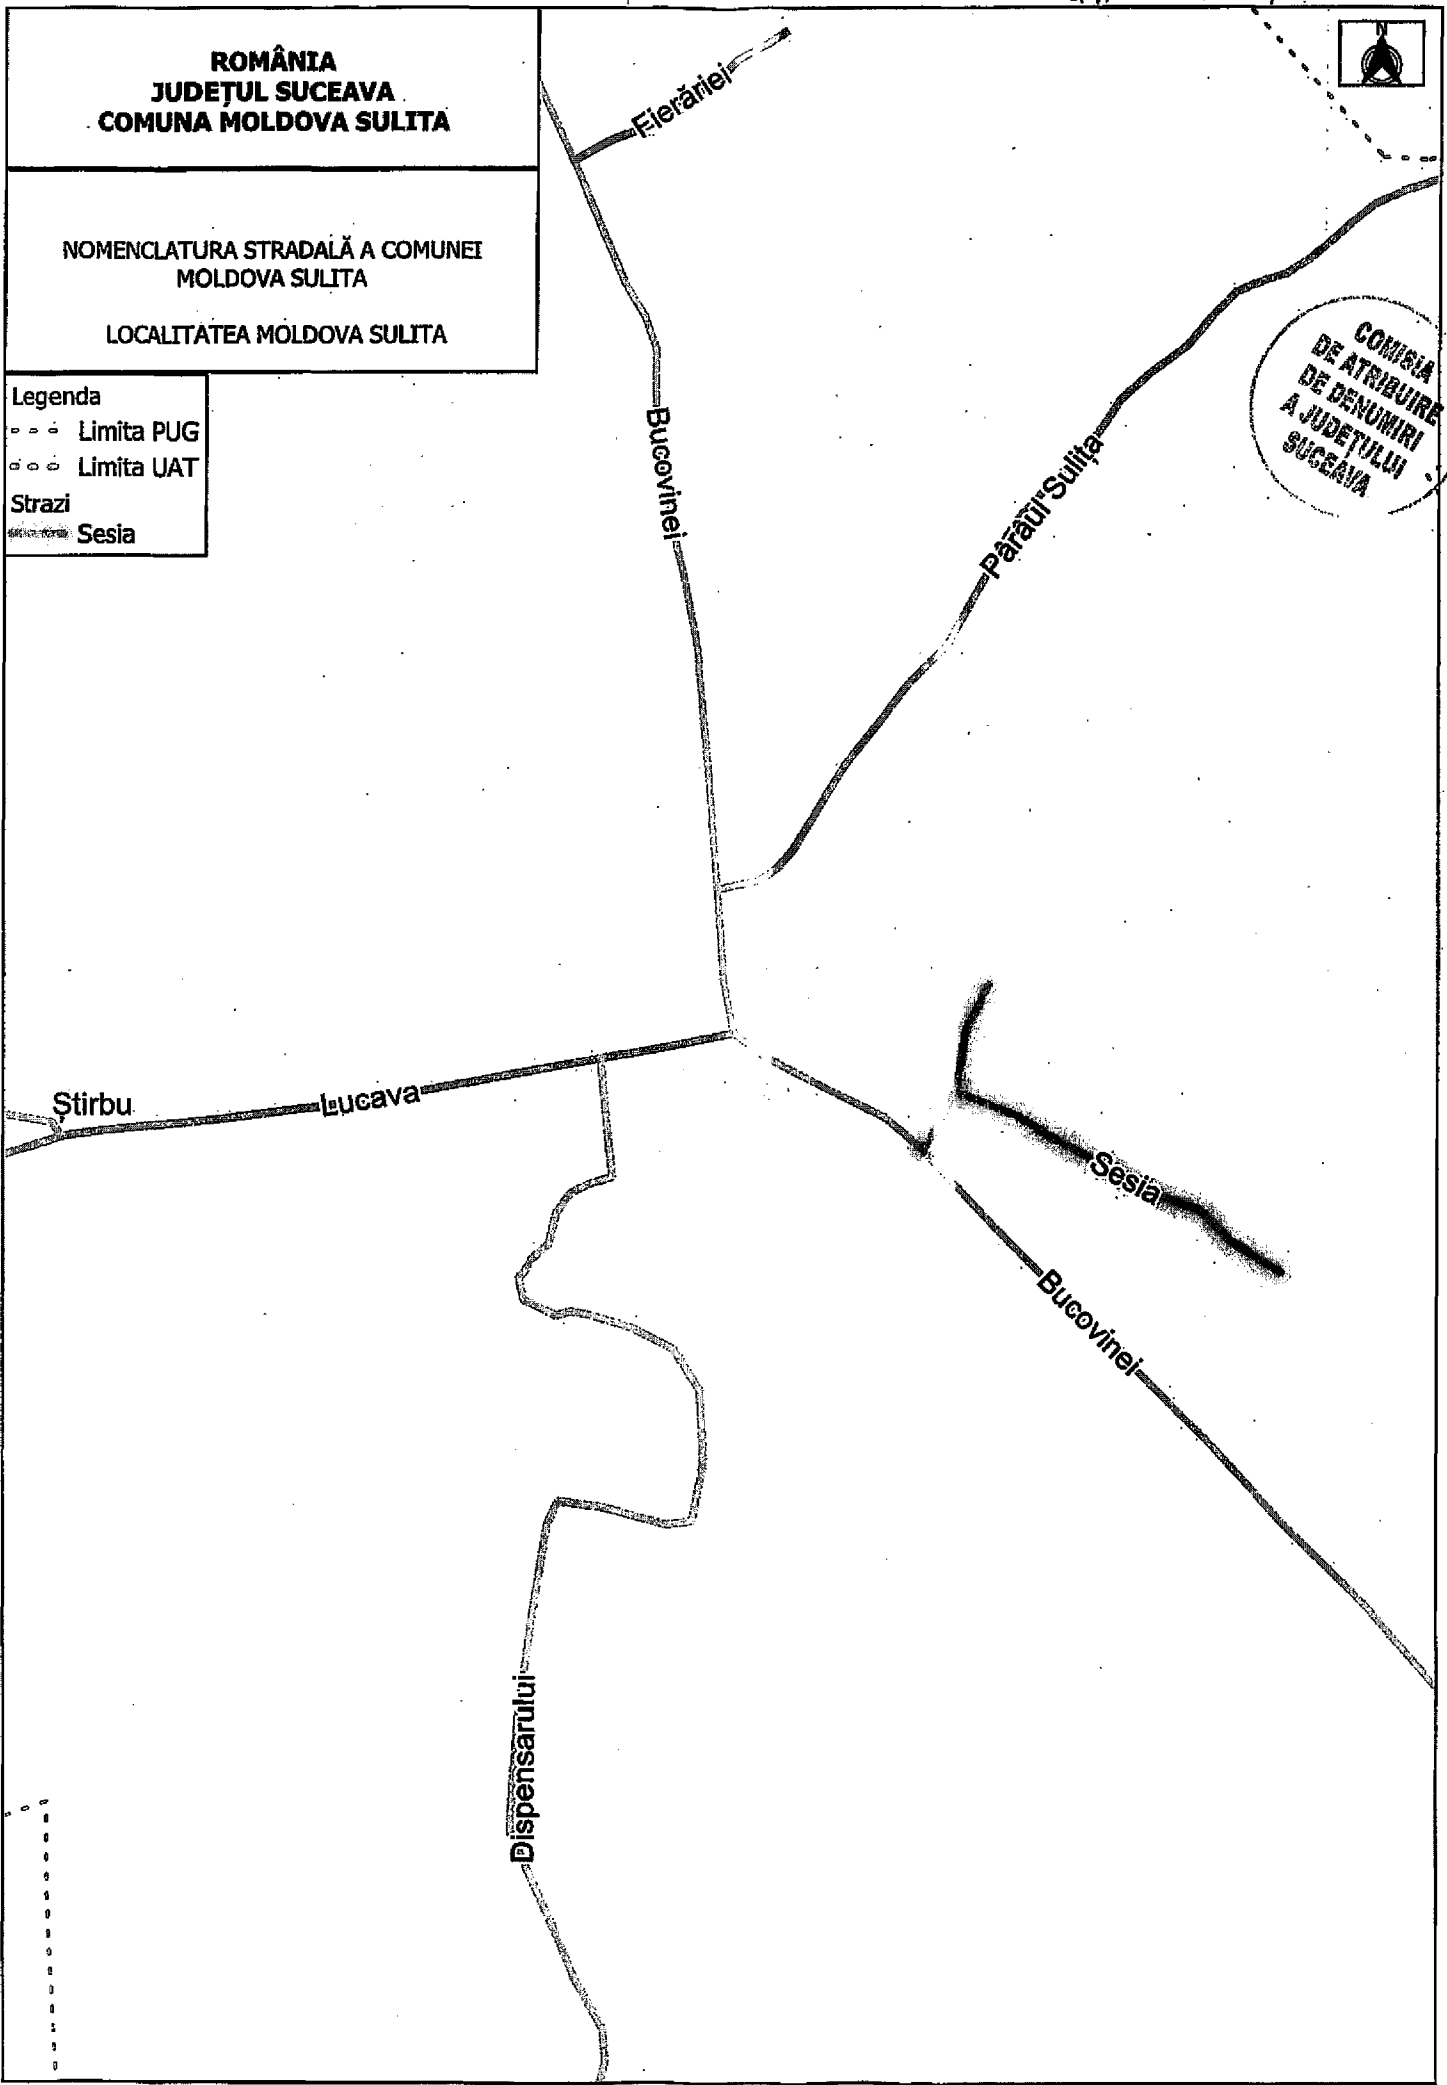 ROMÂNIA
JUDEȚUL SUCEAVA
COMUNA MOLDOVA SULITA
NOMENCLATURA STRADALĂ A COMUNEI
MOLDOVA SULITA
LOCALITATEA MOLDOVA SULITA
Legenda
Limita PUG
Limita UAT
Strazi
Sesia
N
COMISIA
DE ATRIBUIRE
DE DENUMIRI
A JUDEȚULUI
SUCEAVA
Fierăriei
Bucovinei
Pârâul Sulița
Știrbu
Lucava
Sesia
Bucovinei
Dispensarului